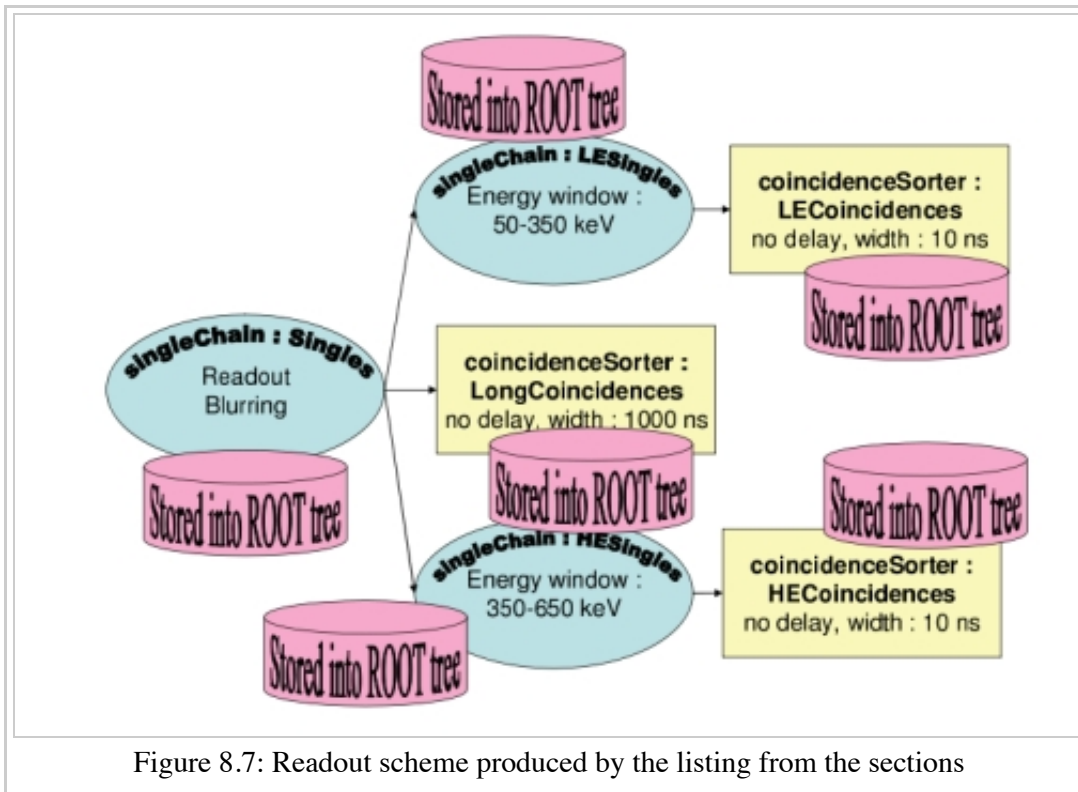 Stored into ROOT tree
singleChain : LESingles
Energy window :
50-350 keV
coincidenceSorter :
LECoincidences
no delay, width : 10 ns
Stored into ROOT tree
singleChain : Singles
Readout
Blurring
Stored into ROOT tree
coincidenceSorter :
LongCoincidences
no delay, width : 1000 ns
Stored into ROOT tree
singleChain : HESingles
Energy window :
350-650 keV
Stored into ROOT tree
Stored into ROOT tree
coincidenceSorter :
HECoincidences
no delay, width : 10 ns
Figure 8.7: Readout scheme produced by the listing from the sections